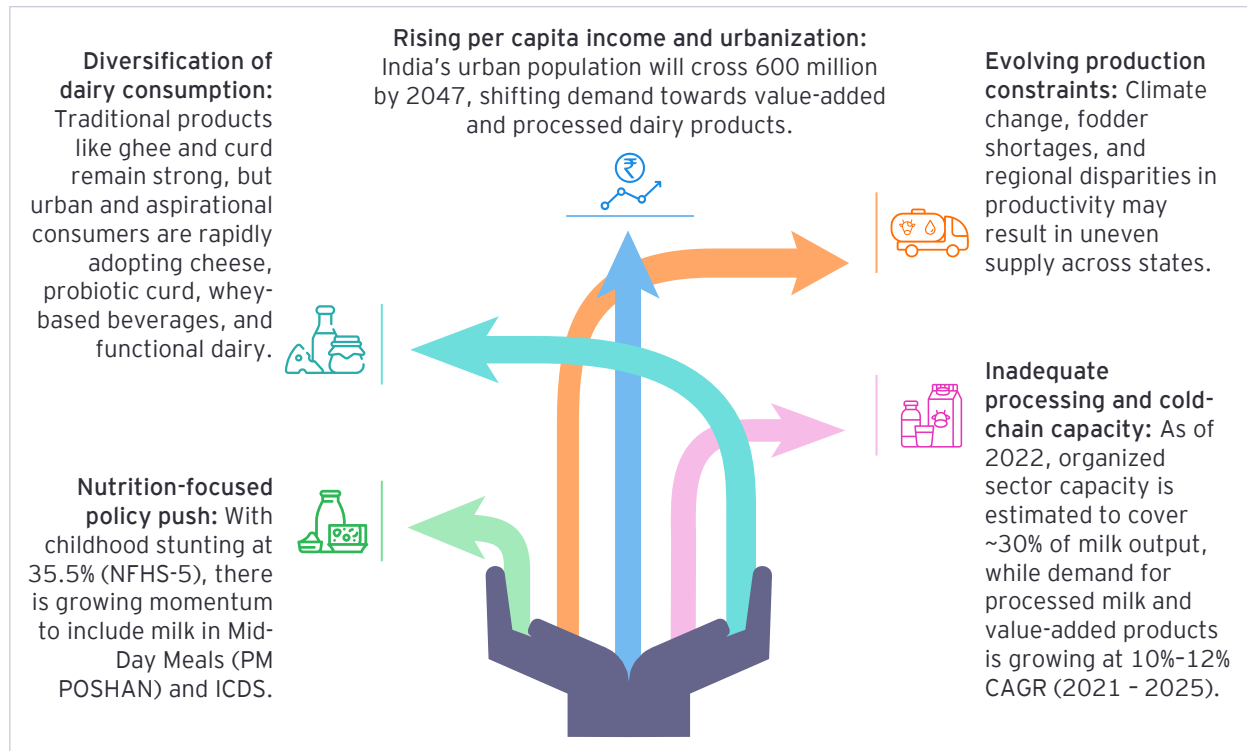 Diversification of
dairy consumption:
Traditional products
like ghee and curd
remain strong, but
urban and aspirational
consumers are rapidly
adopting cheese,
probiotic curd, whey-
based beverages, and
functional dairy.
Nutrition-focused
policy push: With
childhood stunting at
35.5% (NFHS-5), there
is growing momentum
to include milk in Mid-
Day Meals (PM
POSHAN) and ICDS.
Rising per capita income and urbanization:
India’s urban population will cross 600 million
by 2047, shifting demand towards value-added
and processed dairy products.
₹
Evolving production
constraints: Climate
change, fodder
shortages, and
regional disparities in
productivity may
result in uneven
supply across states.
Inadequate
processing and cold-
chain capacity: As of
2022, organized
sector capacity is
estimated to cover
~30% of milk output,
while demand for
processed milk and
value-added products
is growing at 10%–12%
CAGR (2021 – 2025).